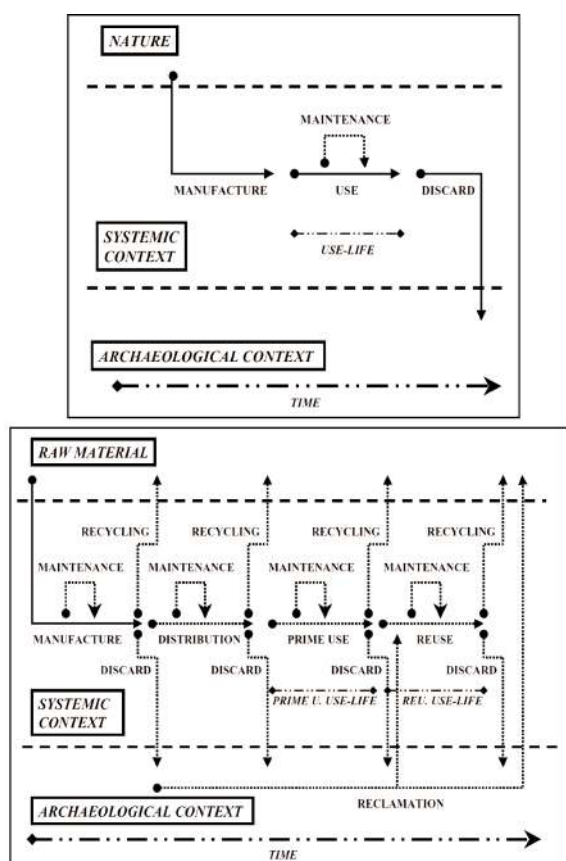 NATURE
MAINTENANCE
MANUFACTURE USE DISCARD
SYSTEMIC
CONTEXT
USE-LIFE
ARCHAEOLOGICAL CONTEXT
TIME
RAW MATERIAL
RECYCLING RECYCLING RECYCLING RECYCLING
MAINTENANCE MAINTENANCE MAINTENANCE MAINTENANCE
MANUFACTURE DISTRIBUTION PRIME USE REUSE
DISCARD DISCARD DISCARD DISCARD
SYSTEMIC
CONTEXT
PRIME U. USE-LIFE REU. USE-LIFE
RECLAMATION
ARCHAEOLOGICAL CONTEXT
TIME